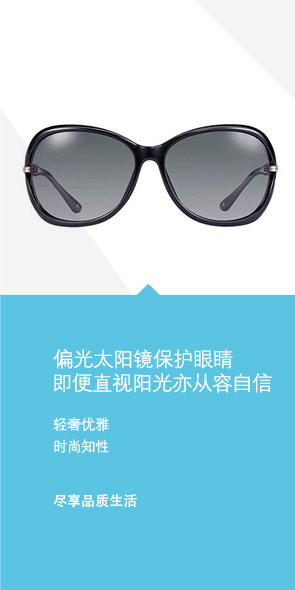 偏光太阳镜保护眼睛
即便直视阳光亦从容自信
轻奢优雅
时尚知性
尽享品质生活